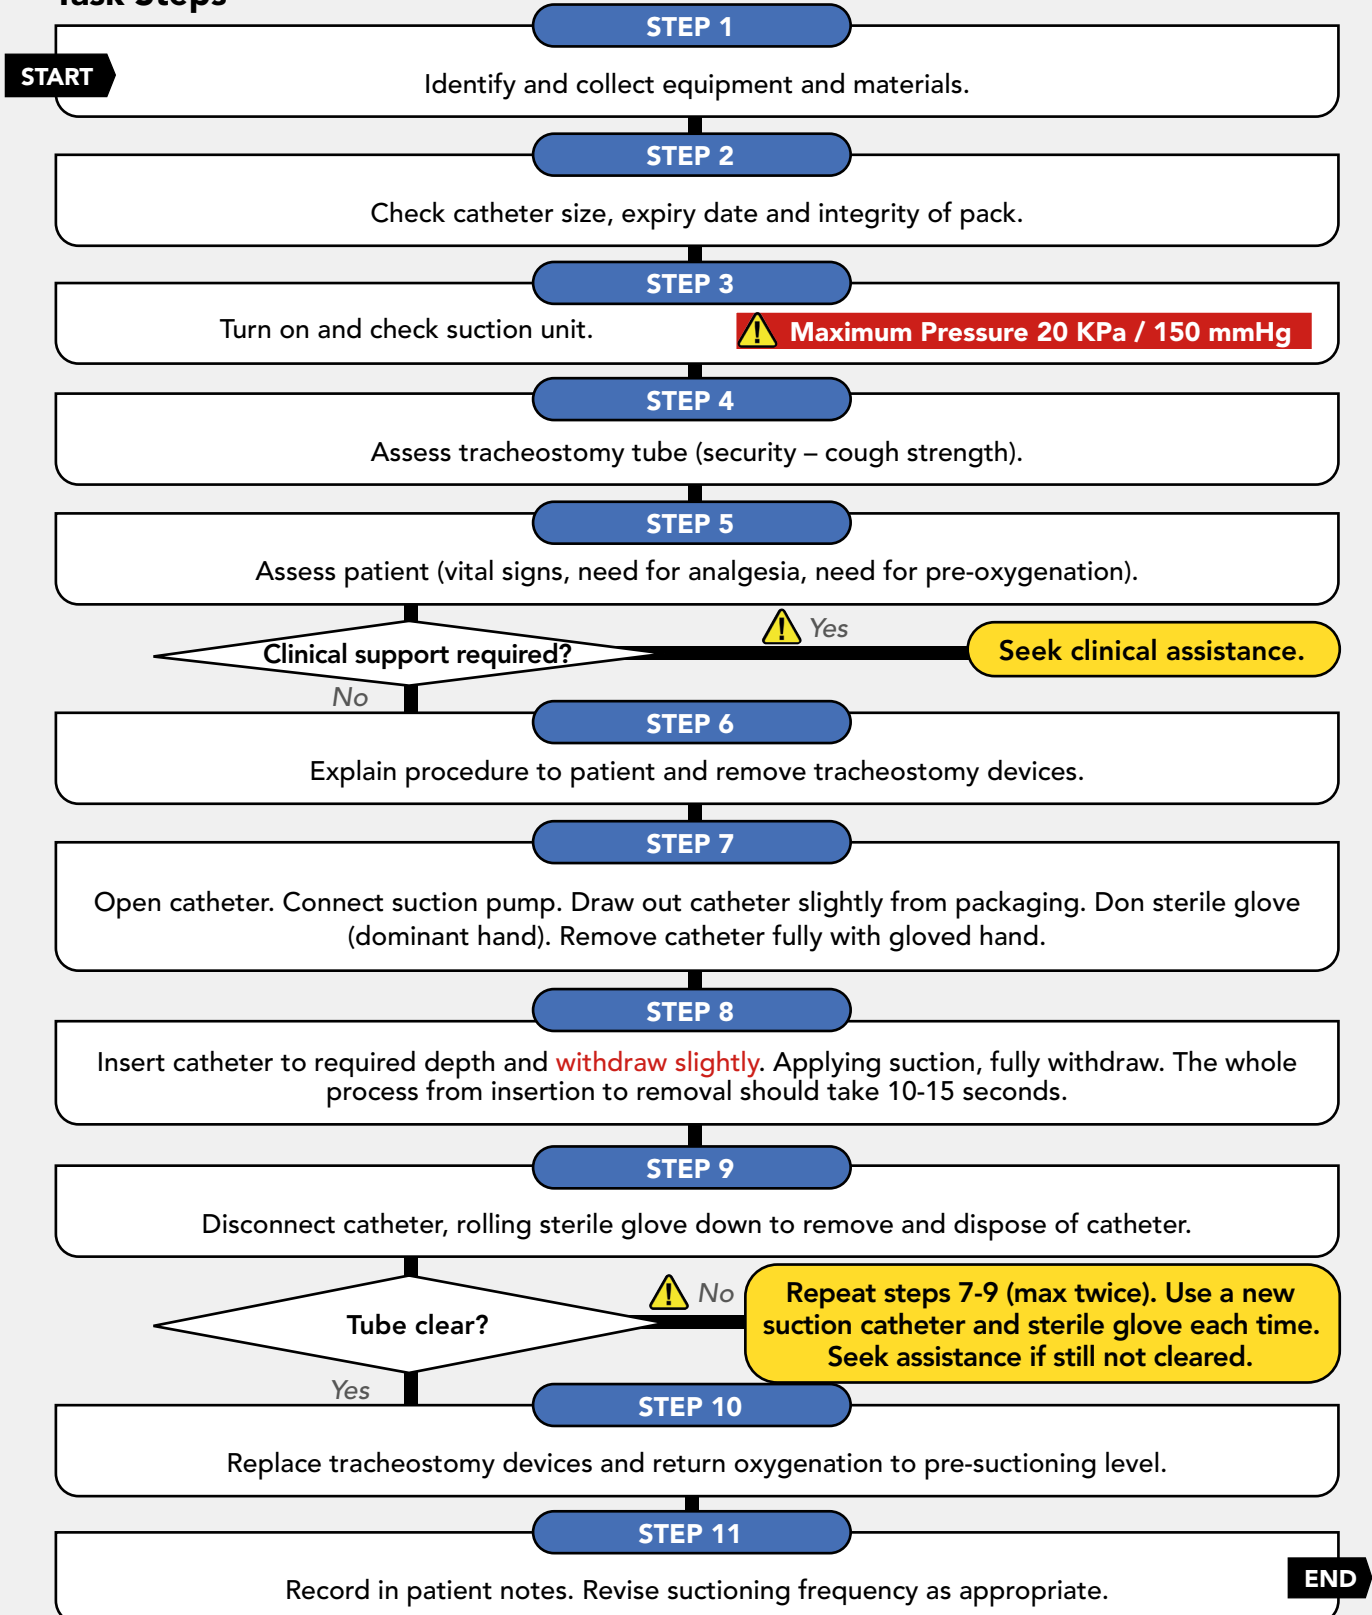 Task Steps
STEP 1
START
Identify and collect equipment and materials.
STEP 2
Check catheter size, expiry date and integrity of pack.
STEP 3
Turn on and check suction unit.
Maximum Pressure 20 KPa / 150 mmHg
STEP 4
Assess tracheostomy tube (security – cough strength).
STEP 5
Assess patient (vital signs, need for analgesia, need for pre-oxygenation).
Clinical support required?
Yes
Seek clinical assistance.
No
STEP 6
Explain procedure to patient and remove tracheostomy devices.
STEP 7
Open catheter. Connect suction pump. Draw out catheter slightly from packaging. Don sterile glove
(dominant hand). Remove catheter fully with gloved hand.
STEP 8
Insert catheter to required depth and withdraw slightly. Applying suction, fully withdraw. The whole
process from insertion to removal should take 10-15 seconds.
STEP 9
Disconnect catheter, rolling sterile glove down to remove and dispose of catheter.
Tube clear?
No
Repeat steps 7-9 (max twice). Use a new
suction catheter and sterile glove each time.
Seek assistance if still not cleared.
Yes
STEP 10
Replace tracheostomy devices and return oxygenation to pre-suctioning level.
STEP 11
Record in patient notes. Revise suctioning frequency as appropriate.
END